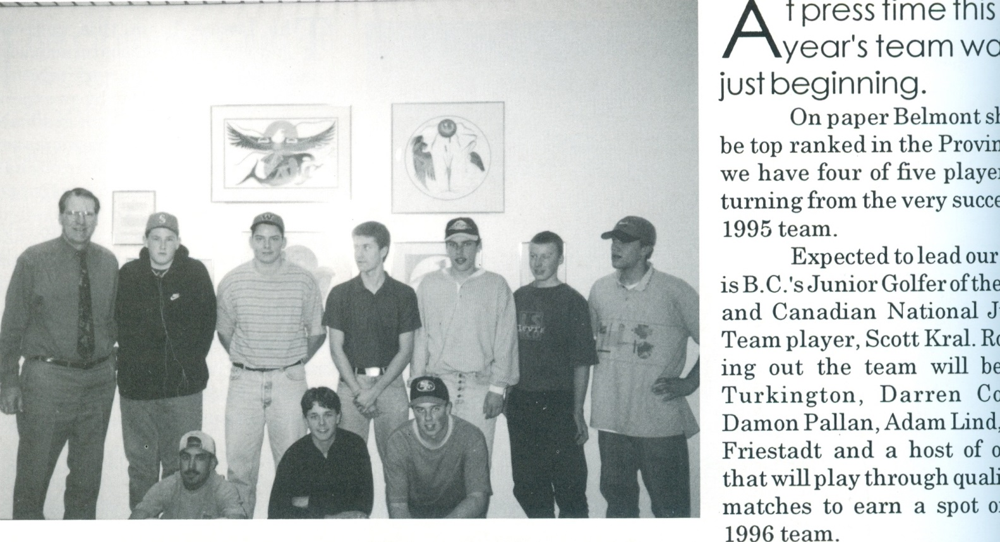 At press time this
year's team wa
just beginning.
On paper Belmont sh
be top ranked in the Provin
we have four of five player
turning from the very succe
1995 team.
Expected to lead our
is B.C.'s Junior Golfer of the
and Canadian National Ju
Team player, Scott Kral. Ro
ing out the team will be
Turkington, Darren Co
Damon Pallan, Adam Lind,
Friestadt and a host of o
that will play through quali
matches to earn a spot o
1996 team.
S
W